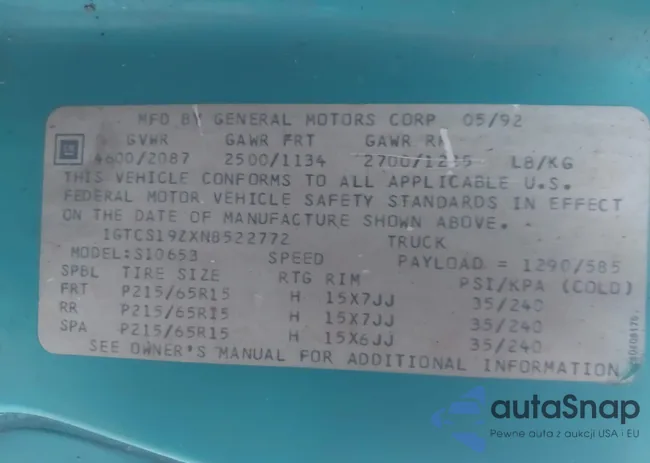 MFD BY GENERAL MOTORS CORP 05/92
GM GVWR GAWR FRT GAWR RR
4600/2087 2500/1134 2700/1225 LB/KG
THIS VEHICLE CONFORMS TO ALL APPLICABLE U.S.
FEDERAL MOTOR VEHICLE SAFETY STANDARDS IN EFFECT
ON THE DATE OF MANUFACTURE SHOWN ABOVE.
1GTCS19ZXN8522772 TRUCK
MODEL:S10653 SPEED PAYLOAD = 1290/585
SPBL TIRE SIZE RTG RIM PSI/KPA (COLD)
FRT P215/65R15 H 15X7JJ 35/240
RR P215/65R15 H 15X7JJ 35/240
SPA P215/65R15 H 15X6JJ 35/240
SEE OWNER'S MANUAL FOR ADDITIONAL INFORMATION
autaSnap
Pewne auta z aukcji USA i EU